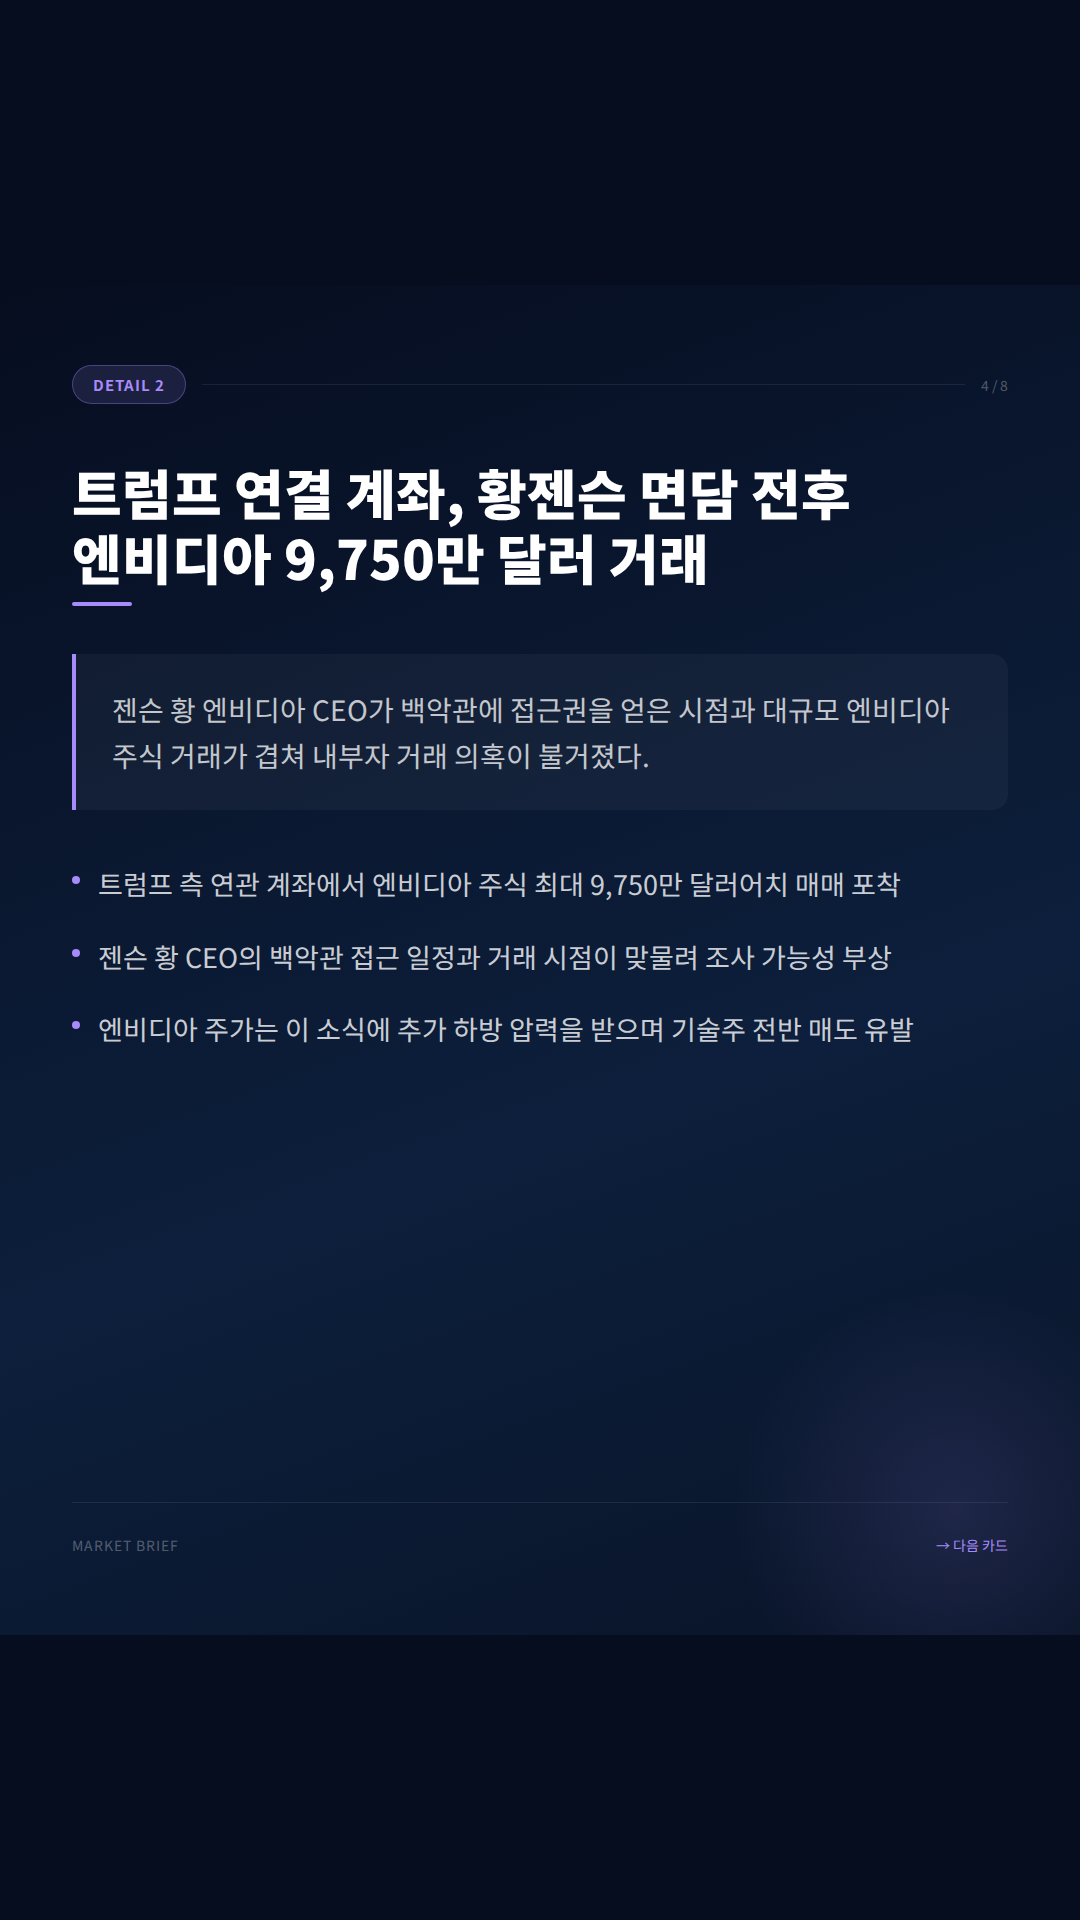 DETAIL 2
4 / 8
트럼프 연결 계좌, 황젠슨 면담 전후
엔비디아 9,750만 달러 거래
젠슨 황 엔비디아 CEO가 백악관에 접근권을 얻은 시점과 대규모 엔비디아
주식 거래가 겹쳐 내부자 거래 의혹이 불거졌다.
• 트럼프 측 연관 계좌에서 엔비디아 주식 최대 9,750만 달러어치 매매 포착
• 젠슨 황 CEO의 백악관 접근 일정과 거래 시점이 맞물려 조사 가능성 부상
• 엔비디아 주가는 이 소식에 추가 하방 압력을 받으며 기술주 전반 매도 유발
MARKET BRIEF
→ 다음 카드